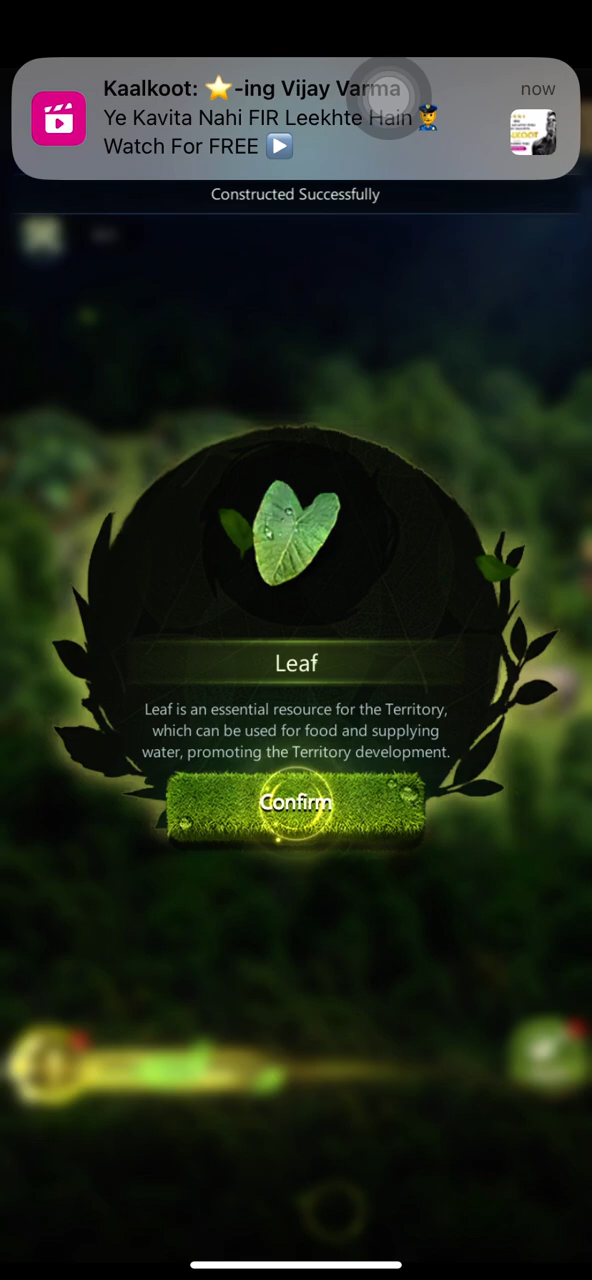 Kaalkoot: ⭐-ing Vijay Varma
now
Ye Kavita Nahi FIR Leekhte Hain 👮
Watch For FREE ▶️
Constructed Successfully
Leaf
Leaf is an essential resource for the Territory,
which can be used for food and supplying
water, promoting the Territory development.
Confirm